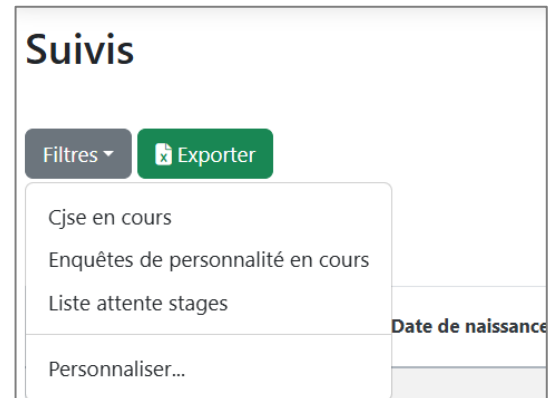 Suivis
Filtres
Exporter
Cjse en cours
Enquêtes de personnalité en cours
Liste attente stages
Date de naissance
Personnaliser...